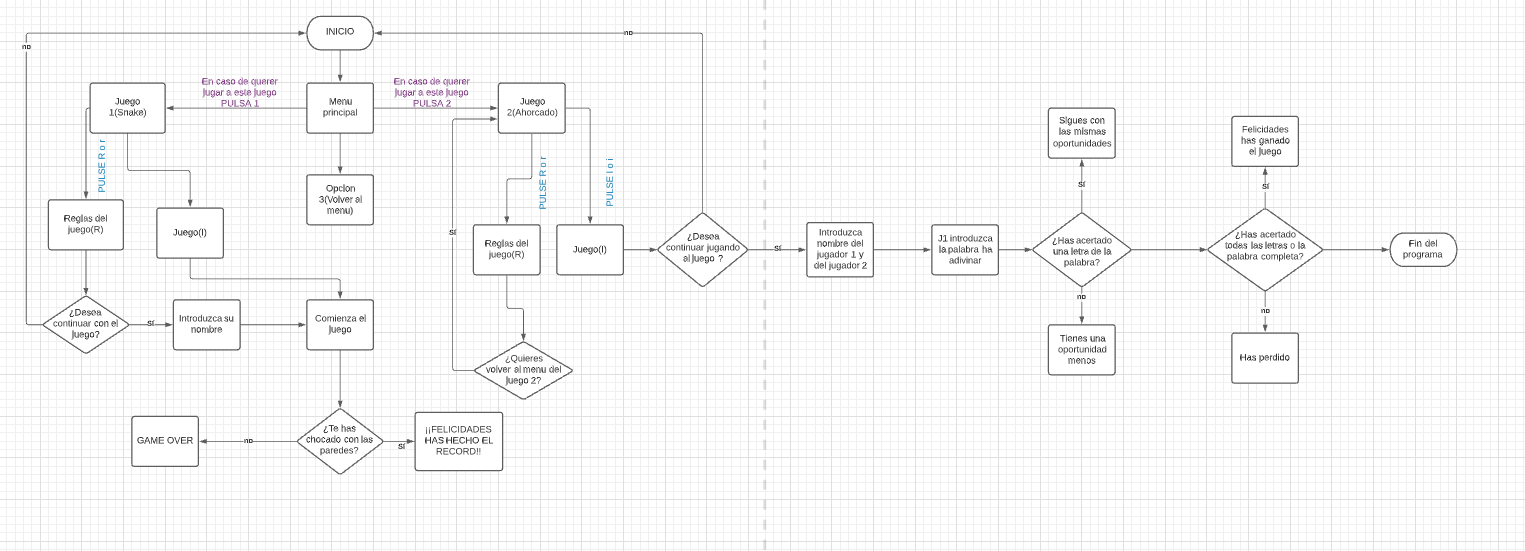 INICIO
no
no
En caso de querer
jugar a este juego
PULSA 1
En caso de querer
jugar a este juego
PULSA 2
Juego
1(Snake)
Menu
principal
Juego
2(Ahorcado)
PULSE R o r
PULSE R o r
PULSE I o i
Opcion
3(Volver al
menu)
Reglas del
juego(R)
Juego(I)
Reglas del
juego(R)
Juego(I)
Sí
¿Desea
continuar jugando
al juego ?
Sí
Introduzca
nombre del
jugador 1 y
del jugador 2
J1 introduzca
la palabra ha
adivinar
Sigues con
las mismas
oportunidades
Sí
¿Has acertado
una letra de la
palabra?
no
Tienes una
oportunidad
menos
Felicidades
has ganado
el juego
Sí
¿Has acertado
todas las letras o la
palabra completa?
no
Has perdido
Fin del
programa
¿Desea
continuar con el
juego?
Sí
Introduzca su
nombre
Comienza el
juego
¿Quieres
volver al menu del
juego 2?
GAME OVER
no
¿Te has
chocado con las
paredes?
Sí
¡¡FELICIDADES
HAS HECHO EL
RECORD!!